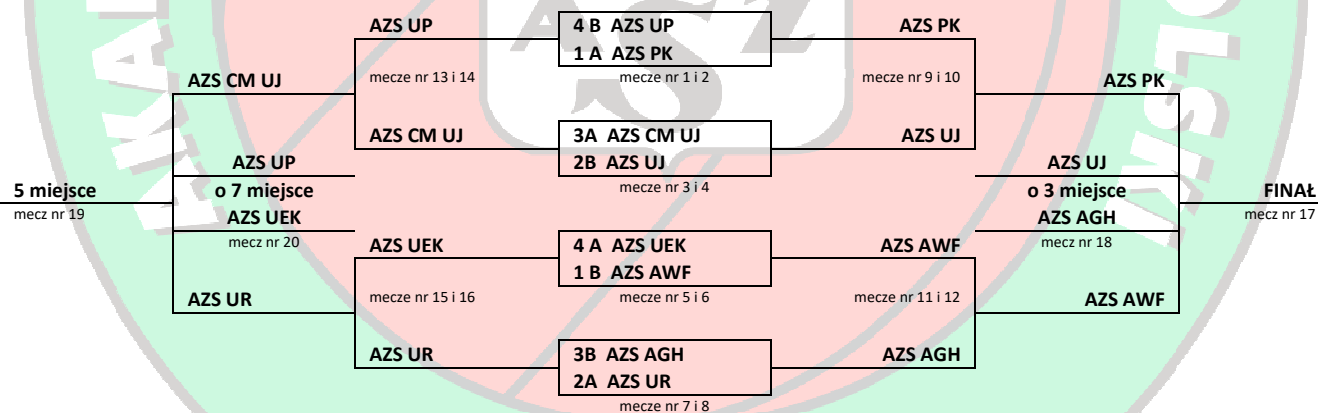 AZS UP
4 B AZS UP
AZS PK
1 A AZS PK
AZS CM UJ
mecze nr 13 i 14
mecze nr 1 i 2
mecze nr 9 i 10
AZS PK
AZS CM UJ
3A AZS CM UJ
AZS UJ
AZS UP
2B AZS UJ
AZS UJ
5 miejsce
o 7 miejsce
mecze nr 3 i 4
o 3 miejsce
FINAŁ
mecz nr 19
AZS UEK
AZS AGH
mecz nr 17
mecz nr 20
AZS UEK
4 A AZS UEK
AZS AWF
mecz nr 18
1 B AZS AWF
AZS UR
mecze nr 15 i 16
mecze nr 5 i 6
mecze nr 11 i 12
AZS AWF
AZS UR
3B AZS AGH
AZS AGH
2A AZS UR
mecze nr 7 i 8